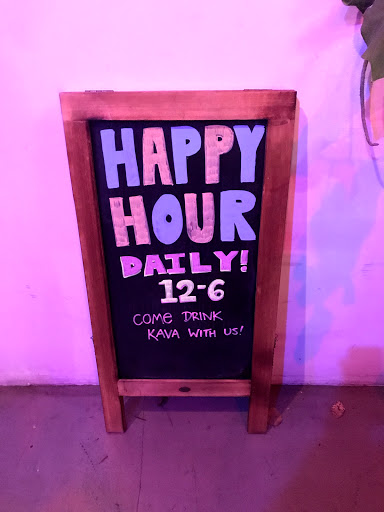 HAPPY
HOUR
DAILY!
12-6
COME DRINK
KAVA WITH US!